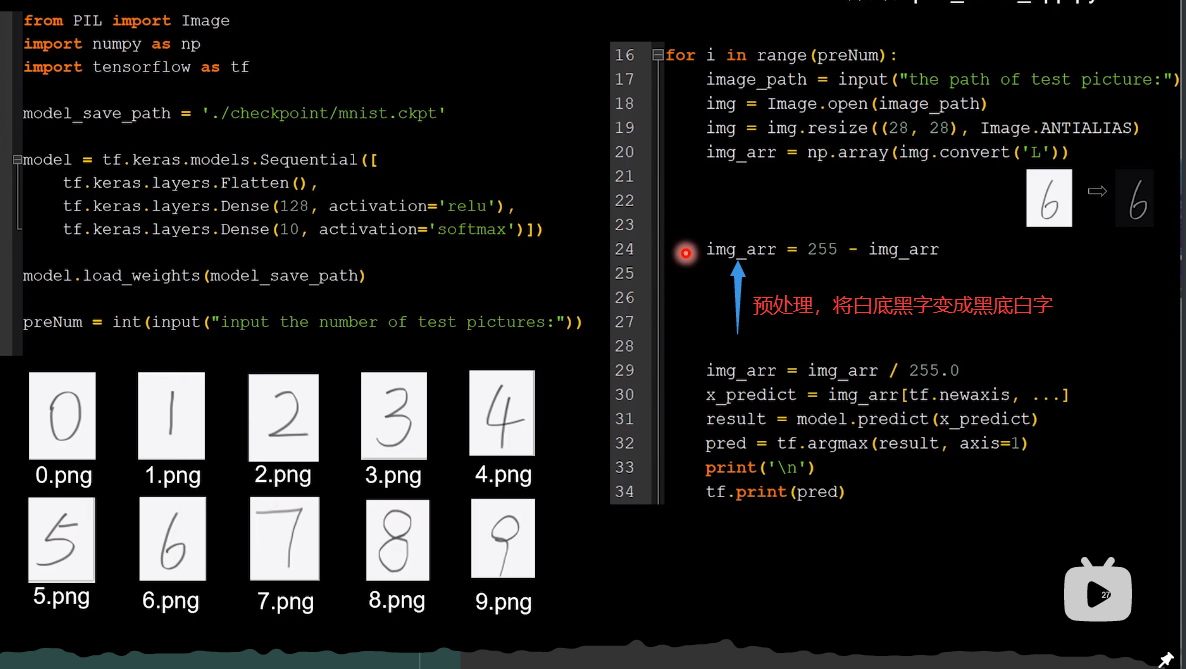 from PIL import Image
import numpy as np
import tensorflow as tf
model_save_path = './checkpoint/mnist.ckpt'
model = tf.keras.models.Sequential([
tf.keras.layers.Flatten(),
tf.keras.layers.Dense(128, activation='relu'),
tf.keras.layers.Dense(10, activation='softmax')])
model.load_weights(model_save_path)
preNum = int(input("input the number of test pictures:"))
0 1 2 3 4
0.png 1.png 2.png 3.png 4.png
5 6 7 8 9
5.png 6.png 7.png 8.png 9.png
16 for i in range(preNum):
17 image_path = input("the path of test picture:")
18 img = Image.open(image_path)
19 img = img.resize((28, 28), Image.ANTIALIAS)
20 img_arr = np.array(img.convert('L'))
21
22 6 ⇨ 6
23
24 img_arr = 255 - img_arr
25
26 预处理，将白底黑字变成黑底白字
27
28
29 img_arr = img_arr / 255.0
30 x_predict = img_arr[tf.newaxis, ...]
31 result = model.predict(x_predict)
32 pred = tf.argmax(result, axis=1)
33 print('\n')
34 tf.print(pred)